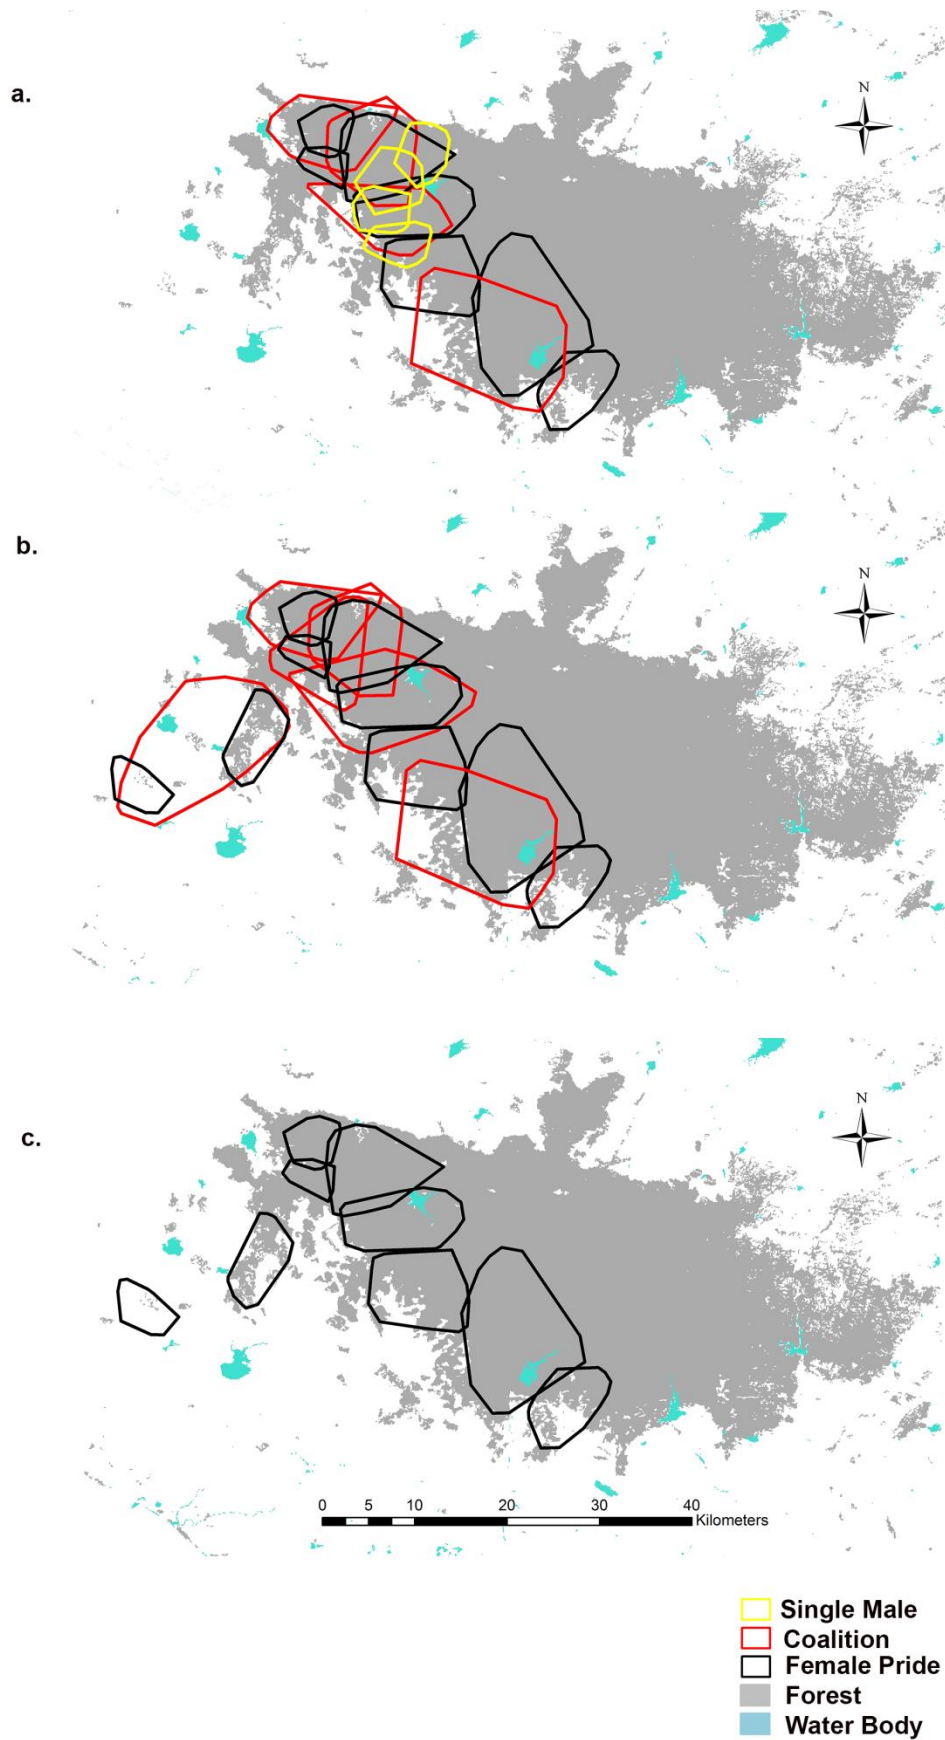 a.
N
b.
N
c.
N
0 5 10 20 30 40
Kilometers
Single Male
Coalition
Female Pride
Forest
Water Body